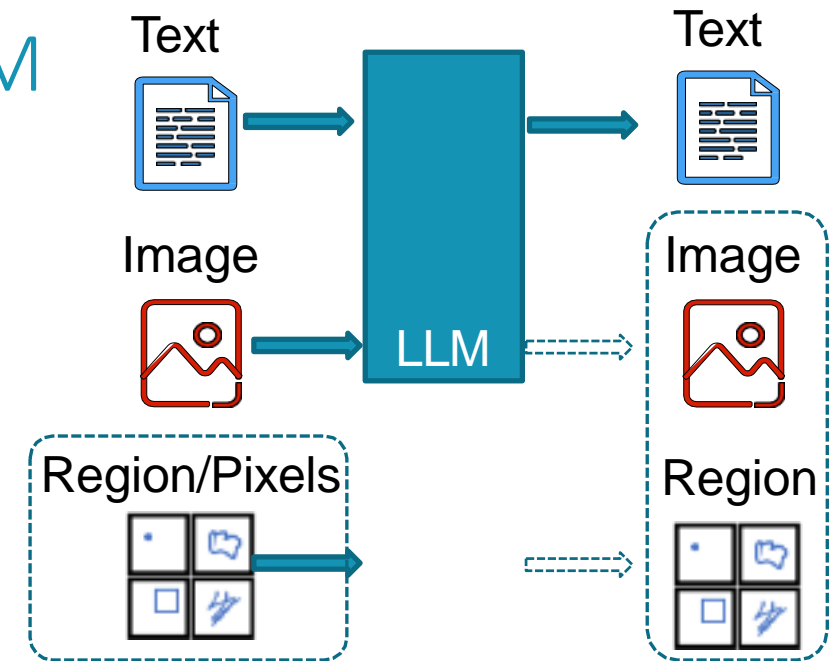 M
Text
Text
Image
Image
LLM
Region/Pixels
Region